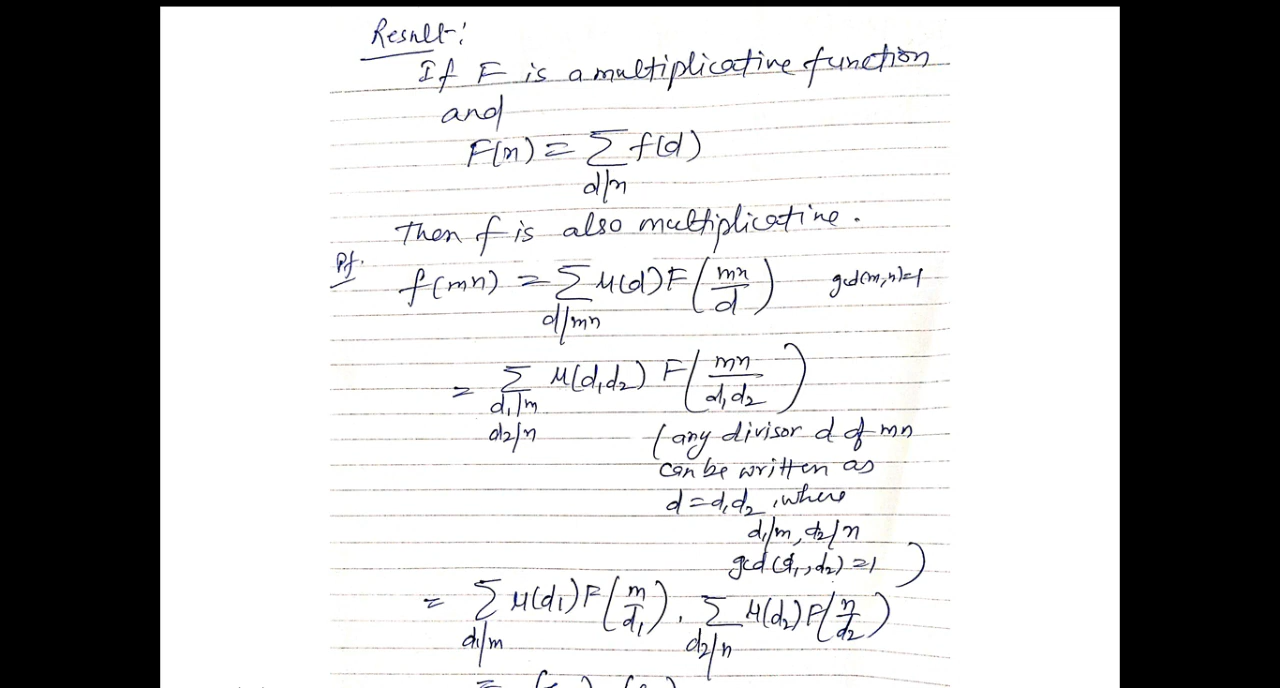 Result:
If F is a multiplicative function
and
F(n) = ∑ f(d)
d|n
Then f is also multiplicative.
Pf.
f(mn) = ∑ μ(d) F(mn/d) gcd(m,n)=1
d|mn
= ∑ μ(d₁d₂) F(mn/d₁d₂)
d₁|m
d₂|n (any divisor d of mn
can be written as
d = d₁d₂, where
d₁|m, d₂|n
gcd(d₁, d₂) = 1 )
= ∑ μ(d₁) F(m/d₁) . ∑ μ(d₂) F(n/d₂)
d₁|m d₂|n